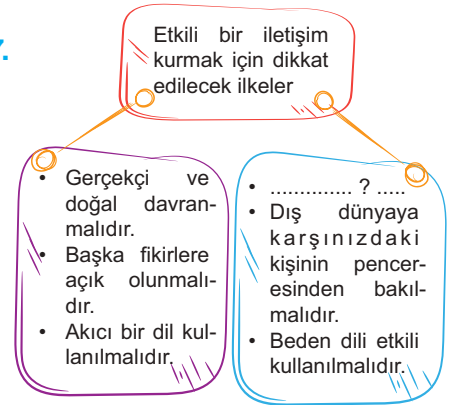 7.
Etkili bir iletişim
kurmak için dikkat
edilecek ilkeler
• Gerçekçi ve
doğal davran-
malıdır.
• Başka fikirlere
açık olunmalı-
dır.
• Akıcı bir dil kul-
lanılmalıdır.
• .............. ? .....
• Dış dünyaya
karşınızdaki
kişinin pencer-
esinden bakıl-
malıdır.
• Beden dili etkili
kullanılmalıdır.